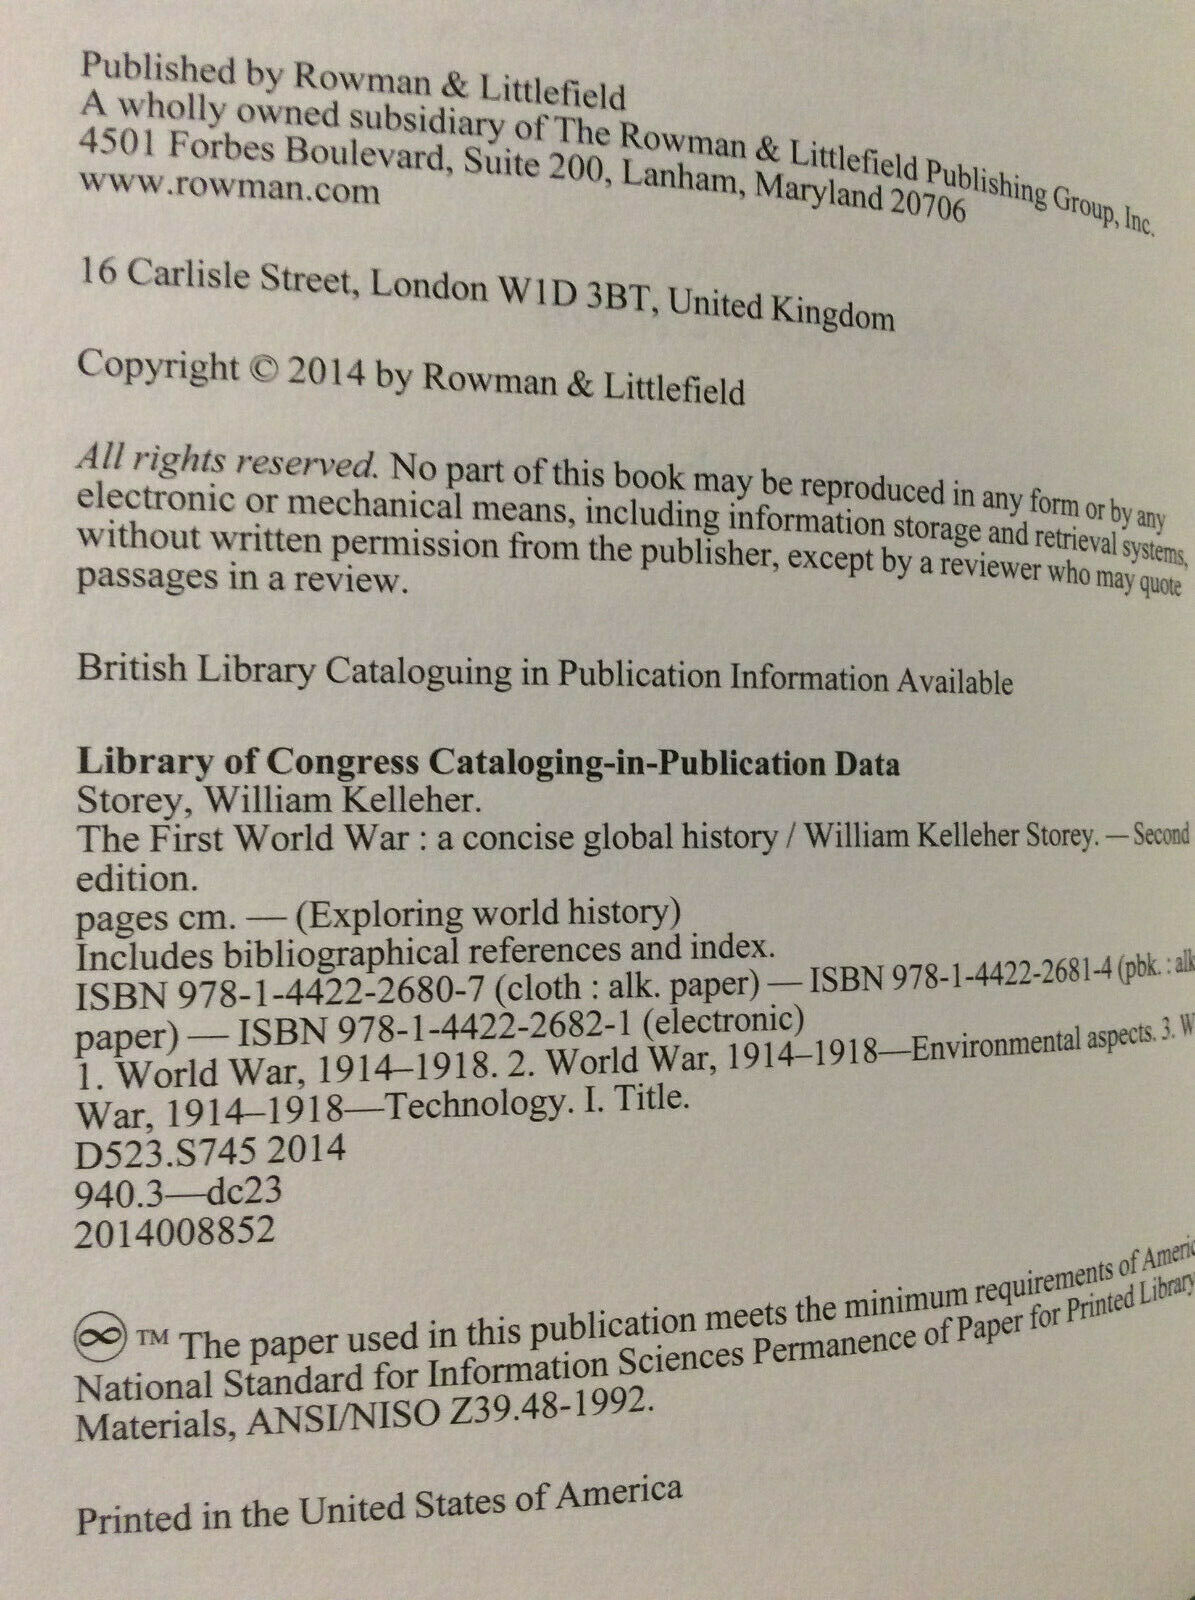 Published by Rowman & Littlefield
A wholly owned subsidiary of The Rowman & Littlefield Publishing Group, Inc.
4501 Forbes Boulevard, Suite 200, Lanham, Maryland 20706
www.rowman.com
16 Carlisle Street, London W1D 3BT, United Kingdom
Copyright © 2014 by Rowman & Littlefield
All rights reserved. No part of this book may be reproduced in any form or by any
electronic or mechanical means, including information storage and retrieval systems,
without written permission from the publisher, except by a reviewer who may quote
passages in a review.
British Library Cataloguing in Publication Information Available
Library of Congress Cataloging-in-Publication Data
Storey, William Kelleher.
The First World War : a concise global history / William Kelleher Storey. — Second
edition.
pages cm. — (Exploring world history)
Includes bibliographical references and index.
ISBN 978-1-4422-2680-7 (cloth : alk. paper) — ISBN 978-1-4422-2681-4 (pbk. : alk
paper) — ISBN 978-1-4422-2682-1 (electronic)
1. World War, 1914–1918. 2. World War, 1914–1918—Environmental aspects. 3. W
War, 1914–1918—Technology. I. Title.
D523.S745 2014
940.3—dc23
2014008852
∞ ™ The paper used in this publication meets the minimum requirements of Americ
National Standard for Information Sciences Permanence of Paper for Printed Library
Materials, ANSI/NISO Z39.48-1992.
Printed in the United States of America